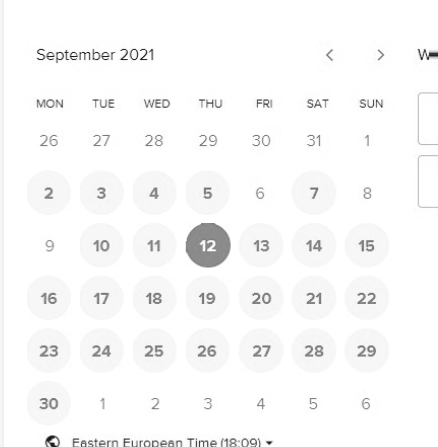 September 2021 < >
MON TUE WED THU FRI SAT SUN
26 27 28 29 30 31 1
2 3 4 5 6 7 8
9 10 11 12 13 14 15
16 17 18 19 20 21 22
23 24 25 26 27 28 29
30 1 2 3 4 5 6
Eastern European Time (18:09)